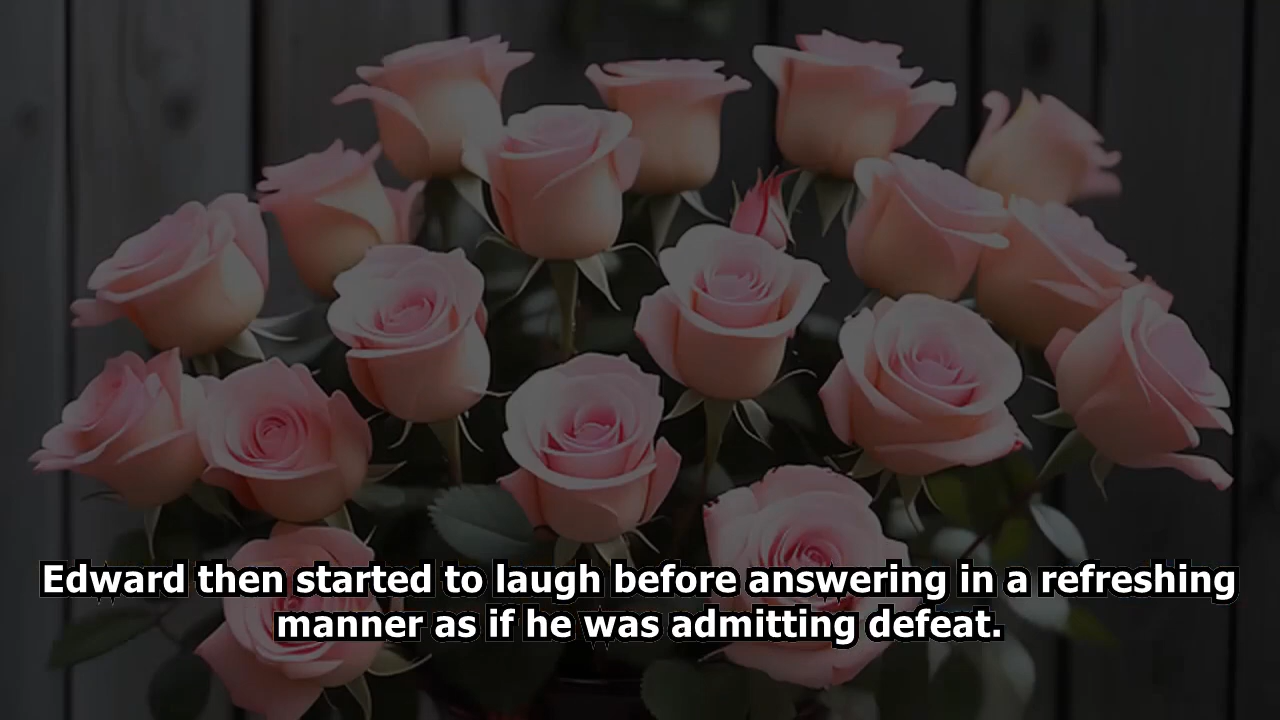 Edward then started to laugh before answering in a refreshing
manner as if he was admitting defeat.